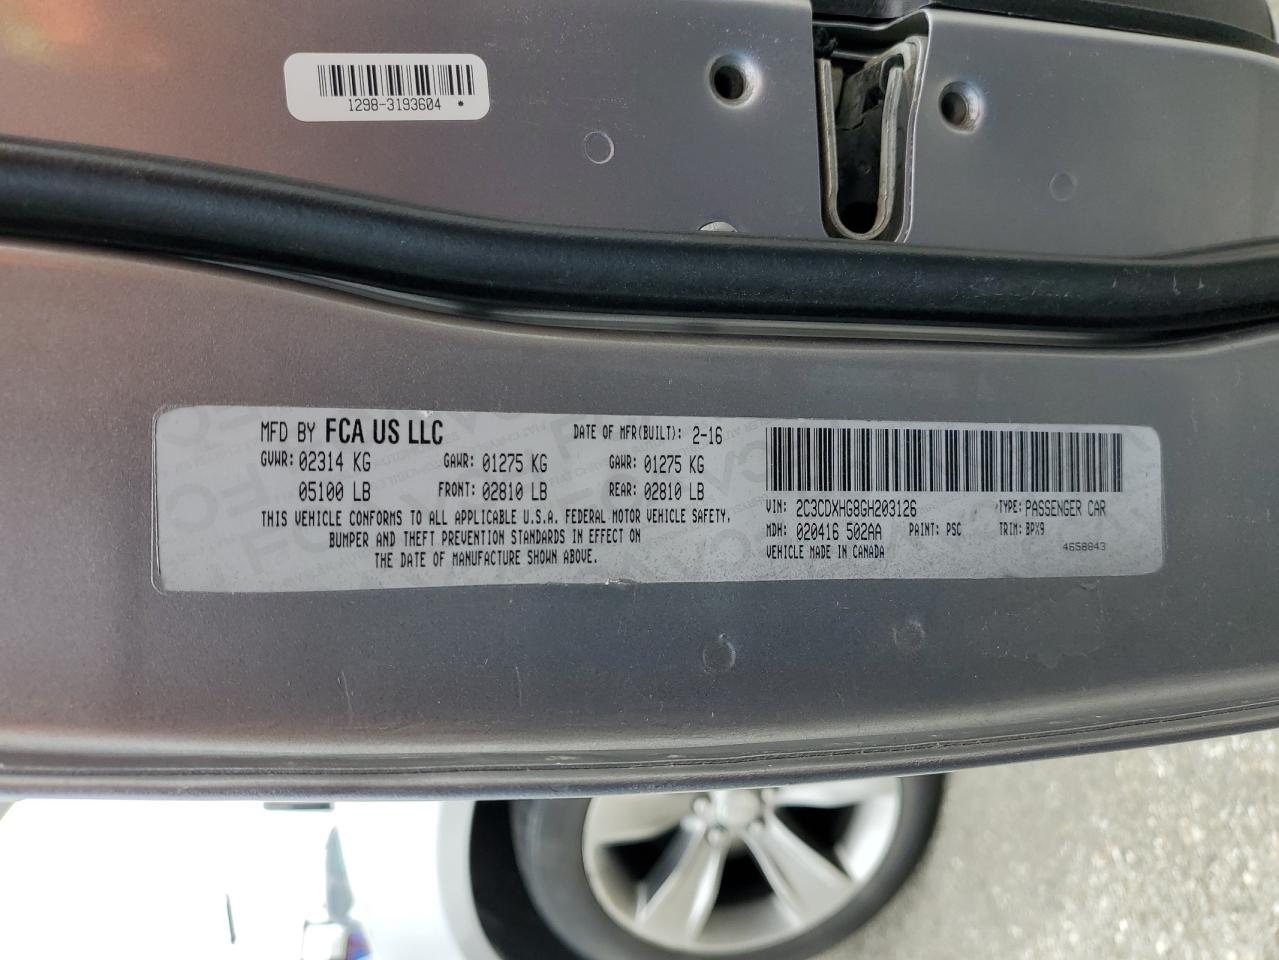 1298-3193604 *
MFD BY FCA US LLC DATE OF MFR(BUILT): 2-16
GVWR: 02314 KG GAWR: 01275 KG GAWR: 01275 KG
05100 LB FRONT: 02810 LB REAR: 02810 LB
THIS VEHICLE CONFORMS TO ALL APPLICABLE U.S.A. FEDERAL MOTOR VEHICLE SAFETY,
BUMPER AND THEFT PREVENTION STANDARDS IN EFFECT ON
THE DATE OF MANUFACTURE SHOWN ABOVE.
VIN: 2C3CDXHG8GH203126 TYPE: PASSENGER CAR
MDH: 020416 502AA PAINT: PSC TRIM: BPX9
VEHICLE MADE IN CANADA 4658843